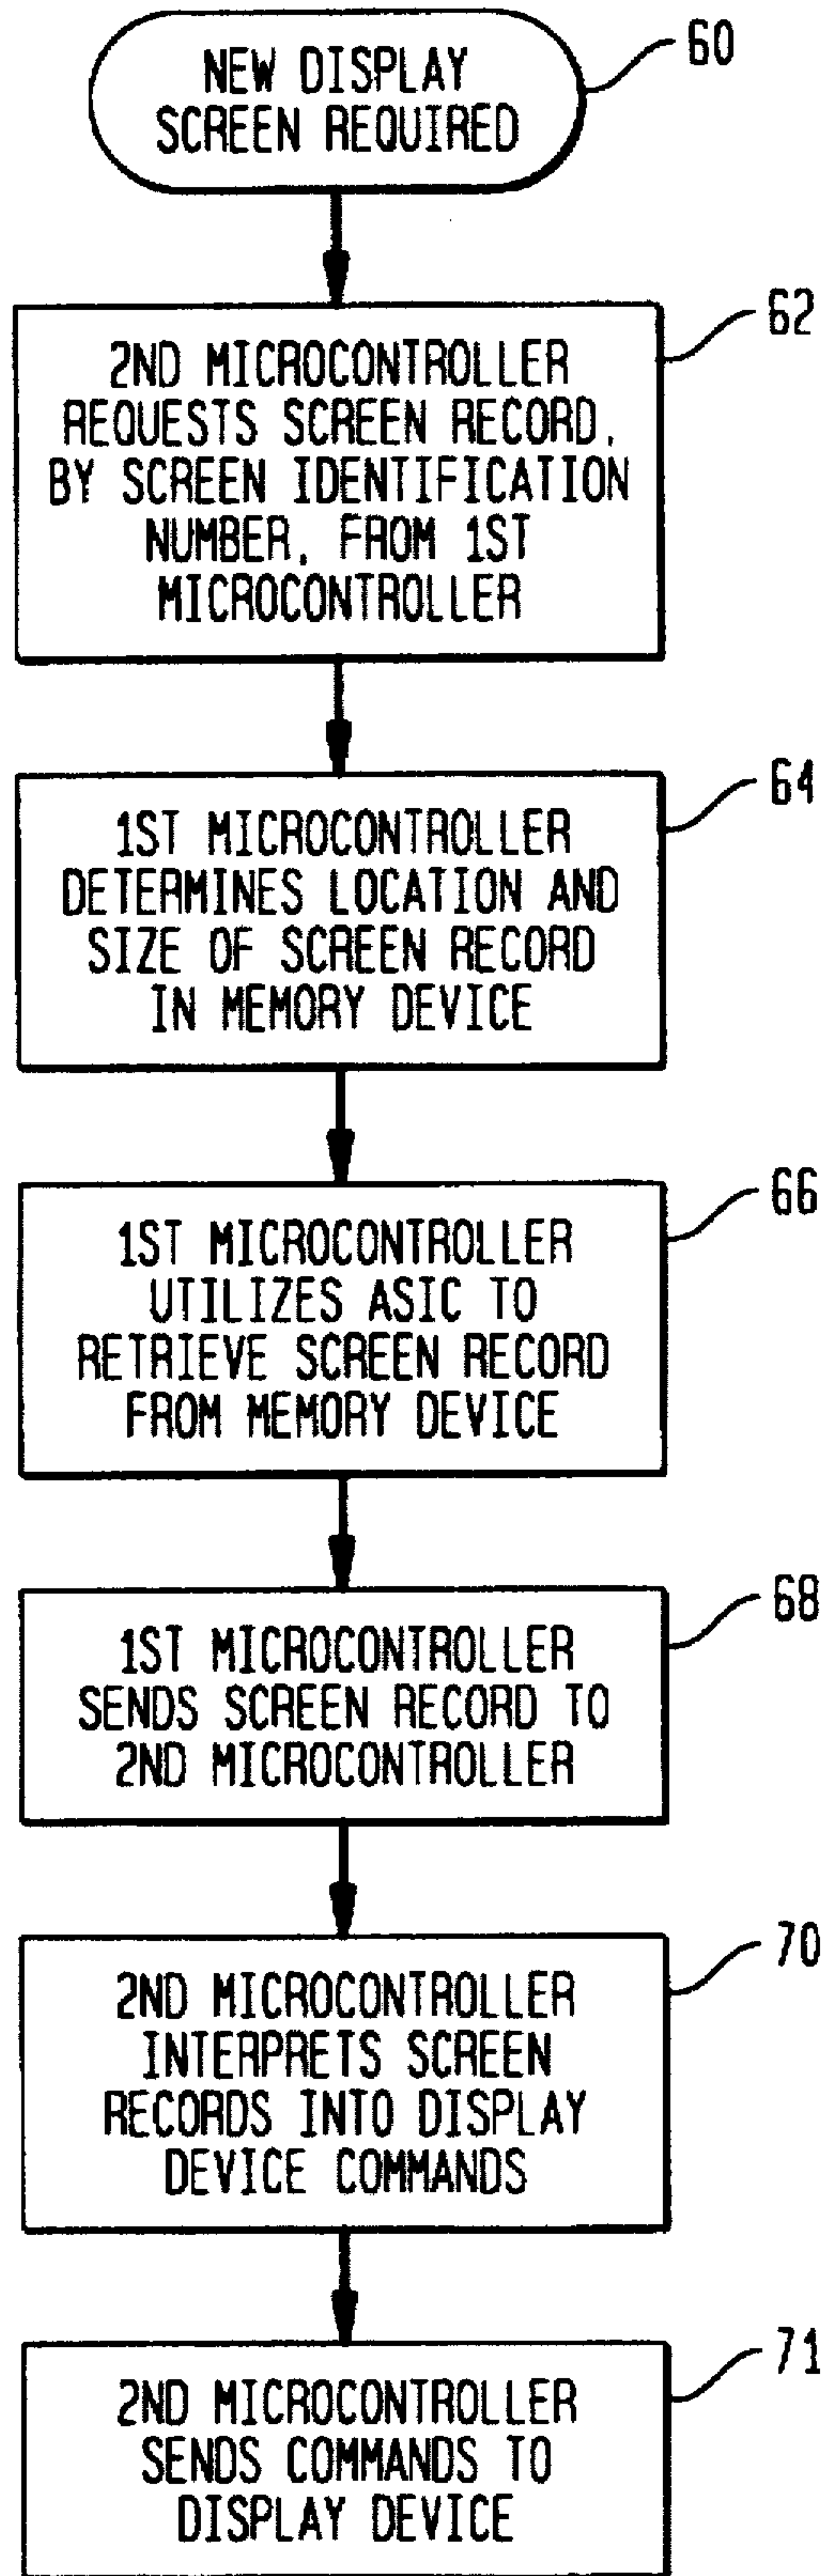 NEW DISPLAY
SCREEN REQUIRED
60
2ND MICROCONTROLLER
REQUESTS SCREEN RECORD,
BY SCREEN IDENTIFICATION
NUMBER, FROM 1ST
MICROCONTROLLER
62
1ST MICROCONTROLLER
DETERMINES LOCATION AND
SIZE OF SCREEN RECORD
IN MEMORY DEVICE
64
1ST MICROCONTROLLER
UTILIZES ASIC TO
RETRIEVE SCREEN RECORD
FROM MEMORY DEVICE
66
1ST MICROCONTROLLER
SENDS SCREEN RECORD TO
2ND MICROCONTROLLER
68
2ND MICROCONTROLLER
INTERPRETS SCREEN
RECORDS INTO DISPLAY
DEVICE COMMANDS
70
2ND MICROCONTROLLER
SENDS COMMANDS TO
DISPLAY DEVICE
71